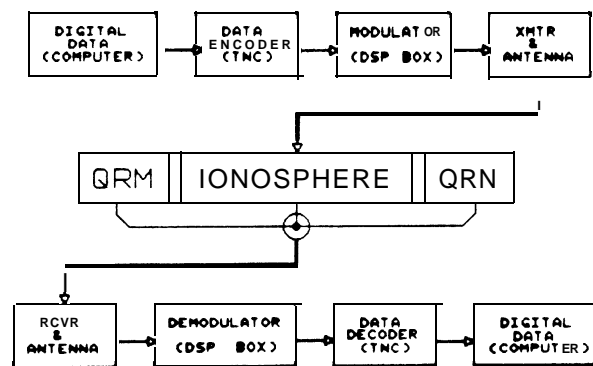 DIGITAL
DATA
(COMPUTER)
DATA
ENCODER
(TNC)
MODULATOR
(DSP BOX)
XMTR
&
ANTENNA
QRM
IONOSPHERE
QRN
RCVR
&
ANTENNA
DEMODULATOR
(DSP BOX)
DATA
DECODER
(TNC)
DIGITAL
DATA
(COMPUTER)